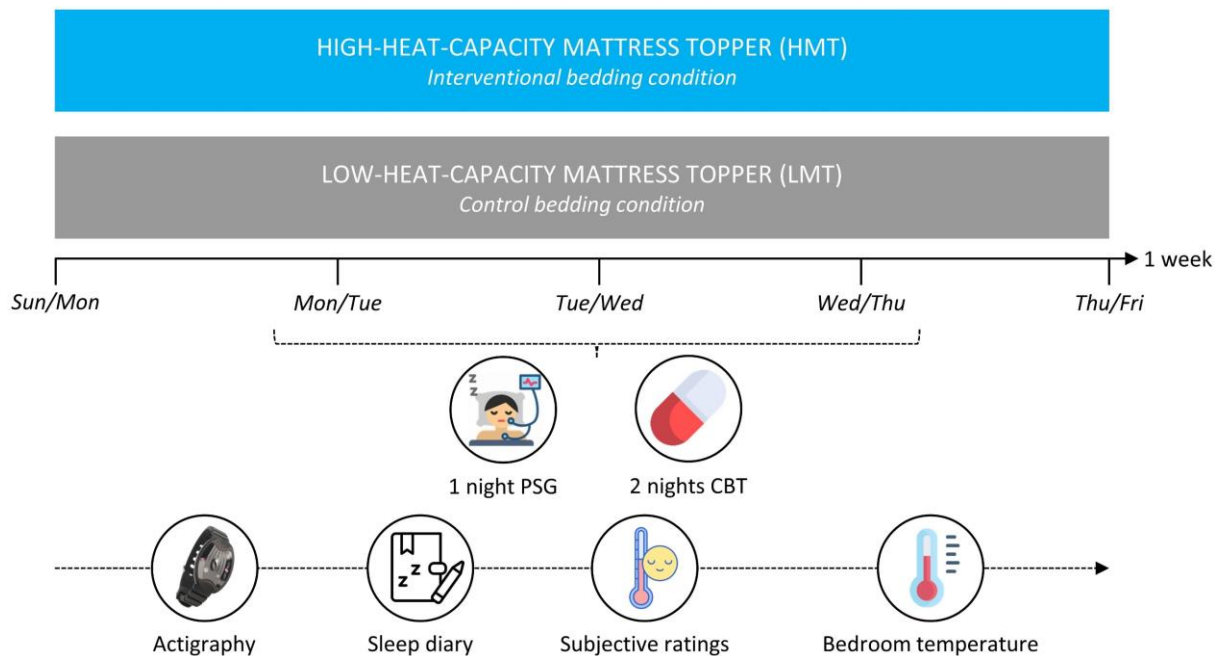 HIGH-HEAT-CAPACITY MATTRESS TOPPER (HMT)
Interventional bedding condition
LOW-HEAT-CAPACITY MATTRESS TOPPER (LMT)
Control bedding condition
1 week
Sun/Mon Mon/Tue Tue/Wed Wed/Thu Thu/Fri
z
z
1 night PSG 2 nights CBT
z z
z
Actigraphy Sleep diary Subjective ratings Bedroom temperature